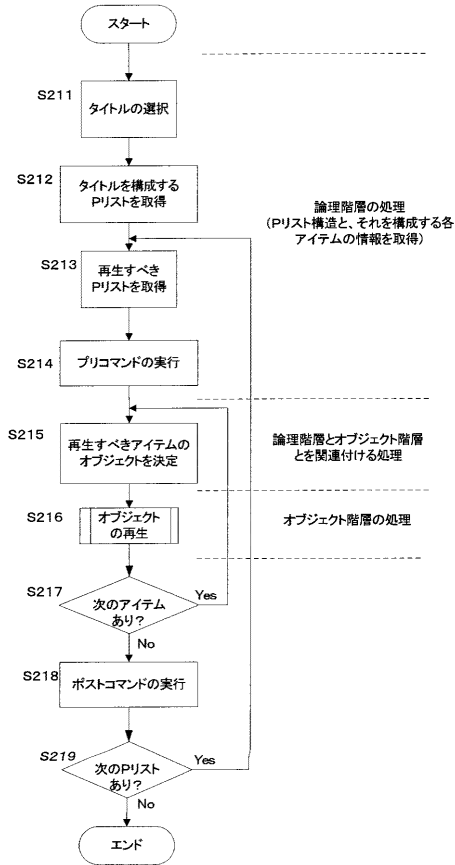 スタート
S211
タイトルの選択
S212
タイトルを構成する
Pリストを取得
論理階層の処理
(Pリスト構造と、それを構成する各
アイテムの情報を取得)
S213
再生すべき
Pリストを取得
S214
プリコマンドの実行
S215
再生すべきアイテムの
オブジェクトを決定
論理階層とオブジェクト階層
とを関連付ける処理
S216
オブジェクト
の再生
オブジェクト階層の処理
S217
次のアイテム
あり?
Yes
No
S218
ポストコマンドの実行
S219
次のPリスト
あり?
Yes
No
エンド